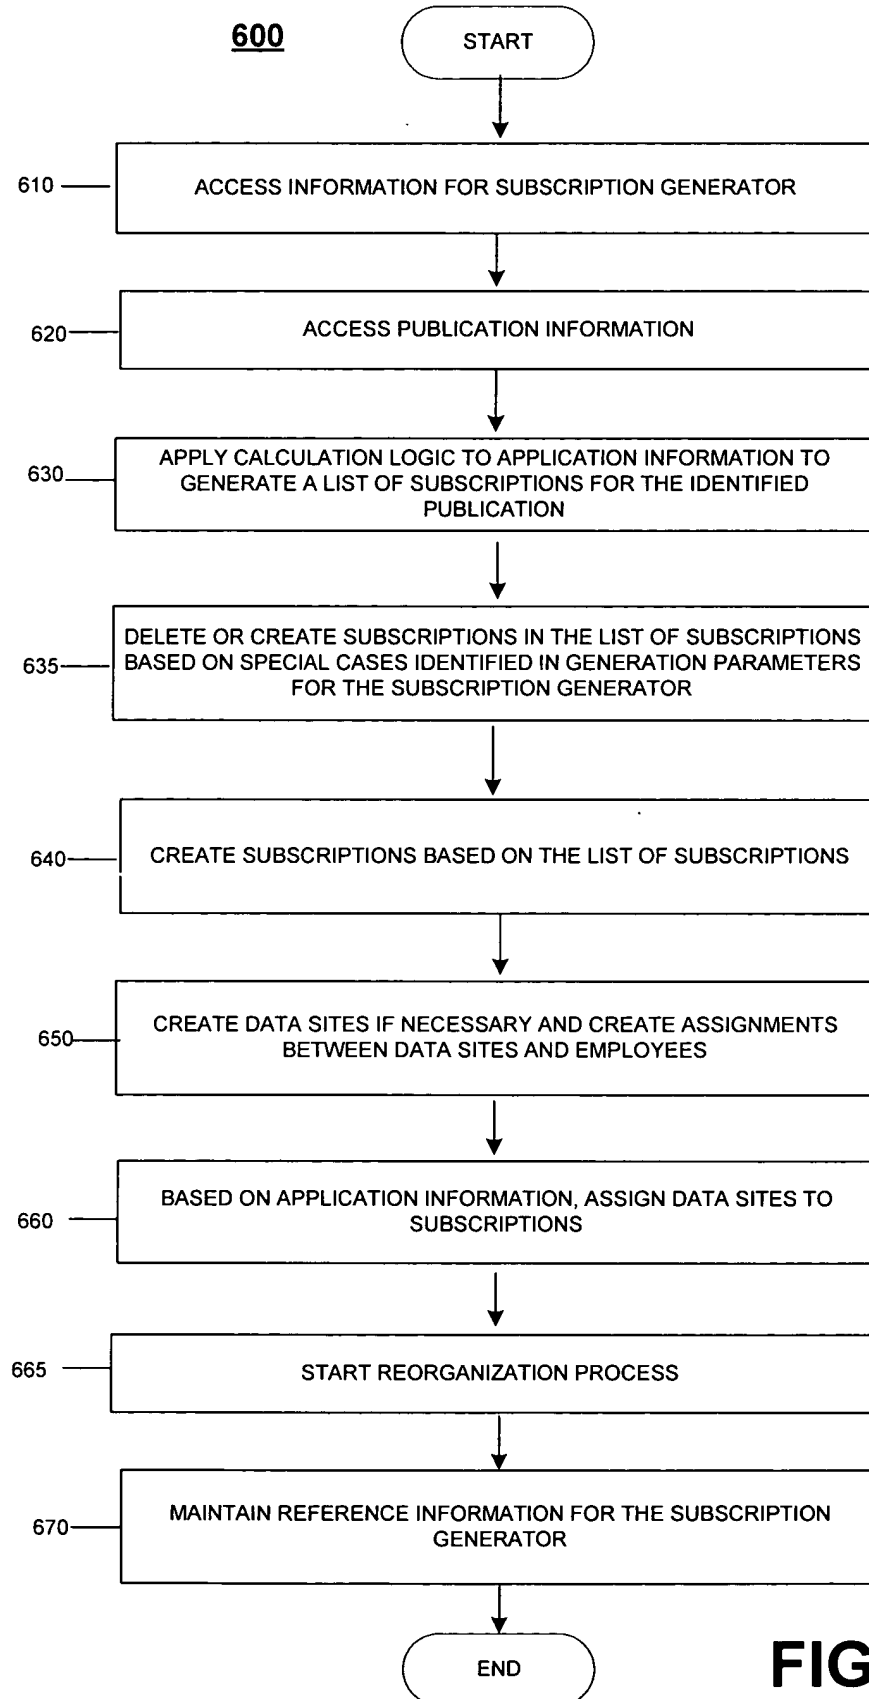 600
START
610
ACCESS INFORMATION FOR SUBSCRIPTION GENERATOR
620
ACCESS PUBLICATION INFORMATION
630
APPLY CALCULATION LOGIC TO APPLICATION INFORMATION TO
GENERATE A LIST OF SUBSCRIPTIONS FOR THE IDENTIFIED
PUBLICATION
635
DELETE OR CREATE SUBSCRIPTIONS IN THE LIST OF SUBSCRIPTIONS
BASED ON SPECIAL CASES IDENTIFIED IN GENERATION PARAMETERS
FOR THE SUBSCRIPTION GENERATOR
640
CREATE SUBSCRIPTIONS BASED ON THE LIST OF SUBSCRIPTIONS
650
CREATE DATA SITES IF NECESSARY AND CREATE ASSIGNMENTS
BETWEEN DATA SITES AND EMPLOYEES
660
BASED ON APPLICATION INFORMATION, ASSIGN DATA SITES TO
SUBSCRIPTIONS
665
START REORGANIZATION PROCESS
670
MAINTAIN REFERENCE INFORMATION FOR THE SUBSCRIPTION
GENERATOR
END
FIG